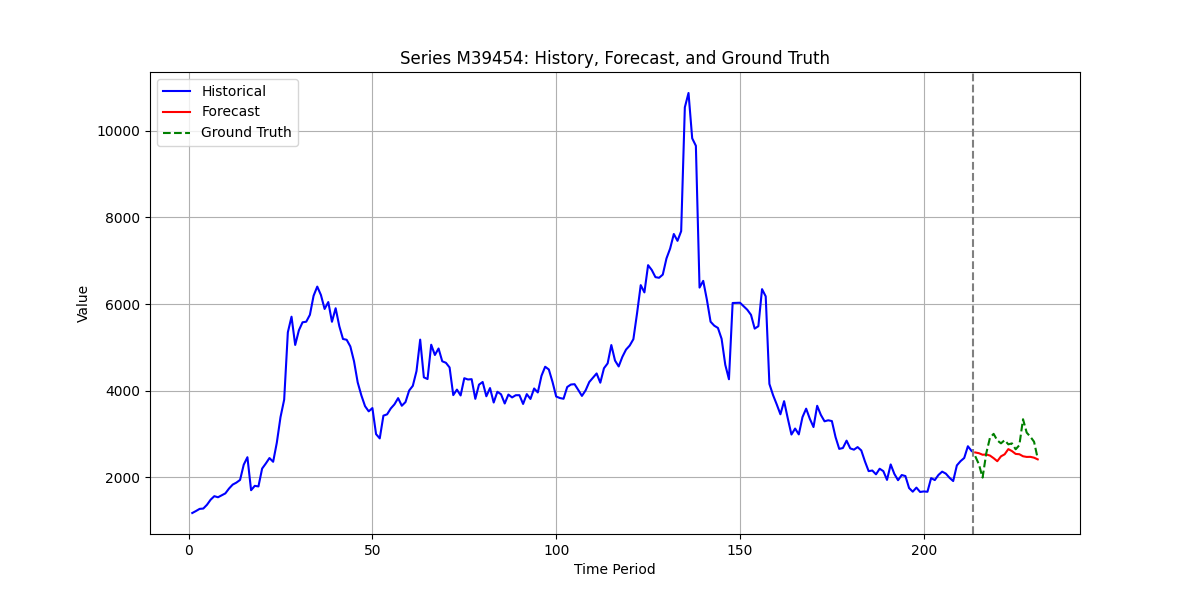 Series M39454: History, Forecast, and Ground Truth
Historical
Forecast
Ground Truth
10000
8000
6000
4000
2000
Value
0
50
100
150
200
Time Period